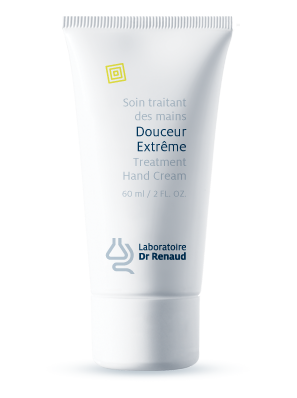 Soin traitant
des mains
Douceur
Extrême
Treatment
Hand Cream
60 ml / 2 FL. OZ.
Laboratoire
Dr Renaud